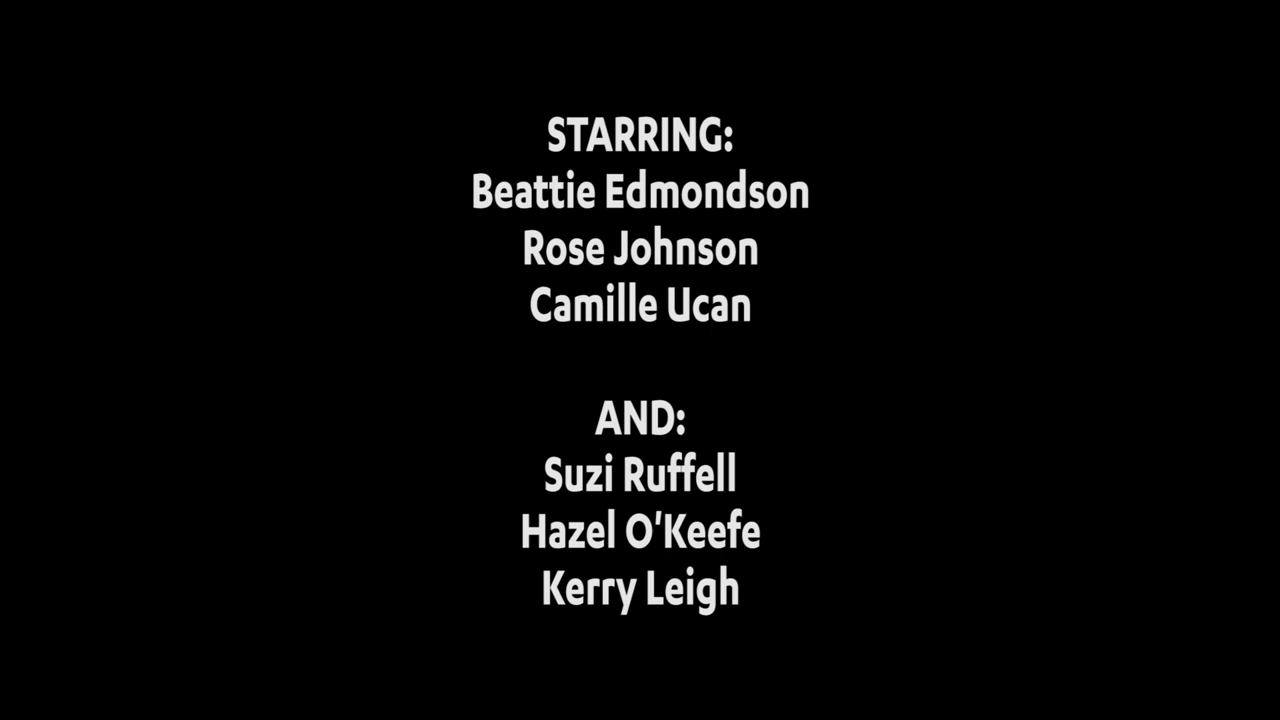 STARRING:
Beattie Edmondson
Rose Johnson
Camille Ucan
AND:
Suzi Ruffell
Hazel O'Keefe
Kerry Leigh